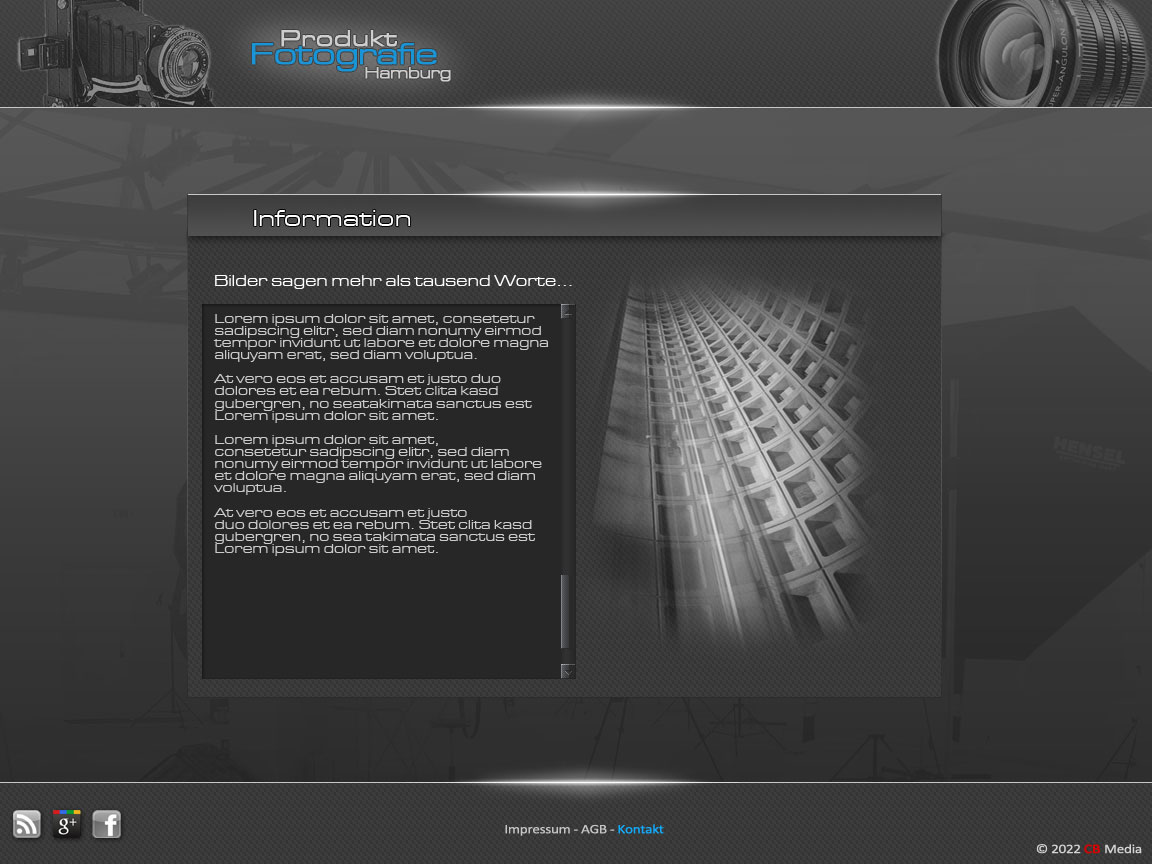 Produkt
Fotografie
Hamburg
SUPER-ANGULON
Information
Bilder sagen mehr als tausend Worte...
Lorem ipsum dolor sit amet, consetetur
sadipscing elitr, sed diam nonumy eirmod
tempor invidunt ut labore et dolore magna
aliquyam erat, sed diam voluptua.
At vero eos et accusam et justo duo
dolores et ea rebum. Stet clita kasd
gubergren, no seatakimata sanctus est
Lorem ipsum dolor sit amet.
Lorem ipsum dolor sit amet,
consetetur sadipscing elitr, sed diam
nonumy eirmod tempor invidunt ut labore
et dolore magna aliquyam erat, sed diam
voluptua.
At vero eos et accusam et justo
duo dolores et ea rebum. Stet clita kasd
gubergren, no sea takimata sanctus est
Lorem ipsum dolor sit amet.
HENSEL
g+
f
Impressum - AGB - Kontakt
© 2022 CB Media